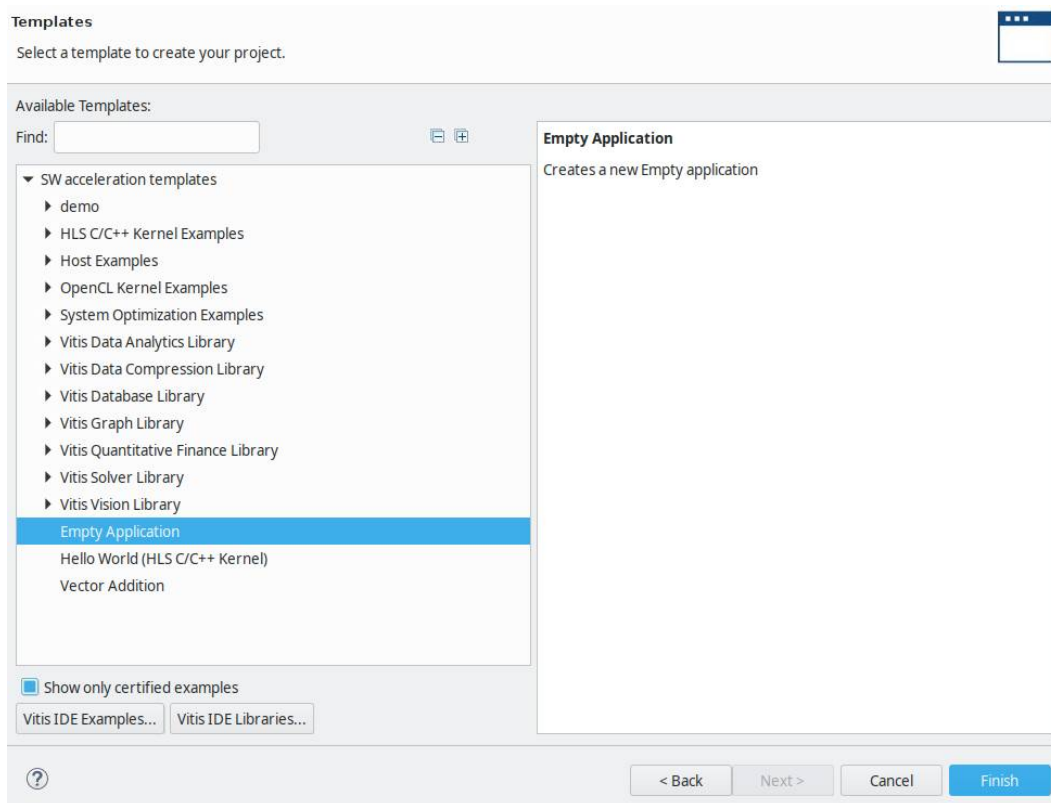 Templates
Select a template to create your project.
Available Templates:
Find:
SW acceleration templates
demo
HLS C/C++ Kernel Examples
Host Examples
OpenCL Kernel Examples
System Optimization Examples
Vitis Data Analytics Library
Vitis Data Compression Library
Vitis Database Library
Vitis Graph Library
Vitis Quantitative Finance Library
Vitis Solver Library
Vitis Vision Library
Empty Application
Hello World (HLS C/C++ Kernel)
Vector Addition
Show only certified examples
Vitis IDE Examples... Vitis IDE Libraries...
Empty Application
Creates a new Empty application
?
< Back Next > Cancel Finish